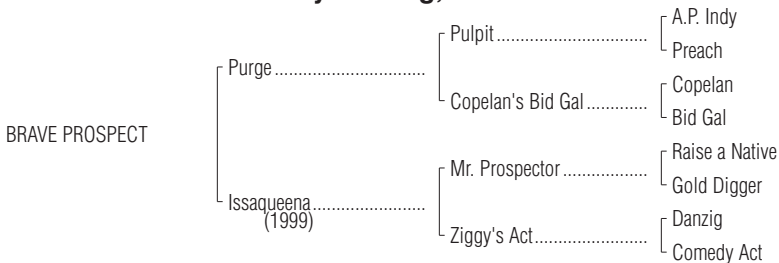 A.P. Indy
Pulpit
Preach
Purge
Copelan
Copelan's Bid Gal
Bid Gal
BRAVE PROSPECT
Raise a Native
Mr. Prospector
Gold Digger
Issaqueena
(1999)
Danzig
Ziggy's Act
Comedy Act